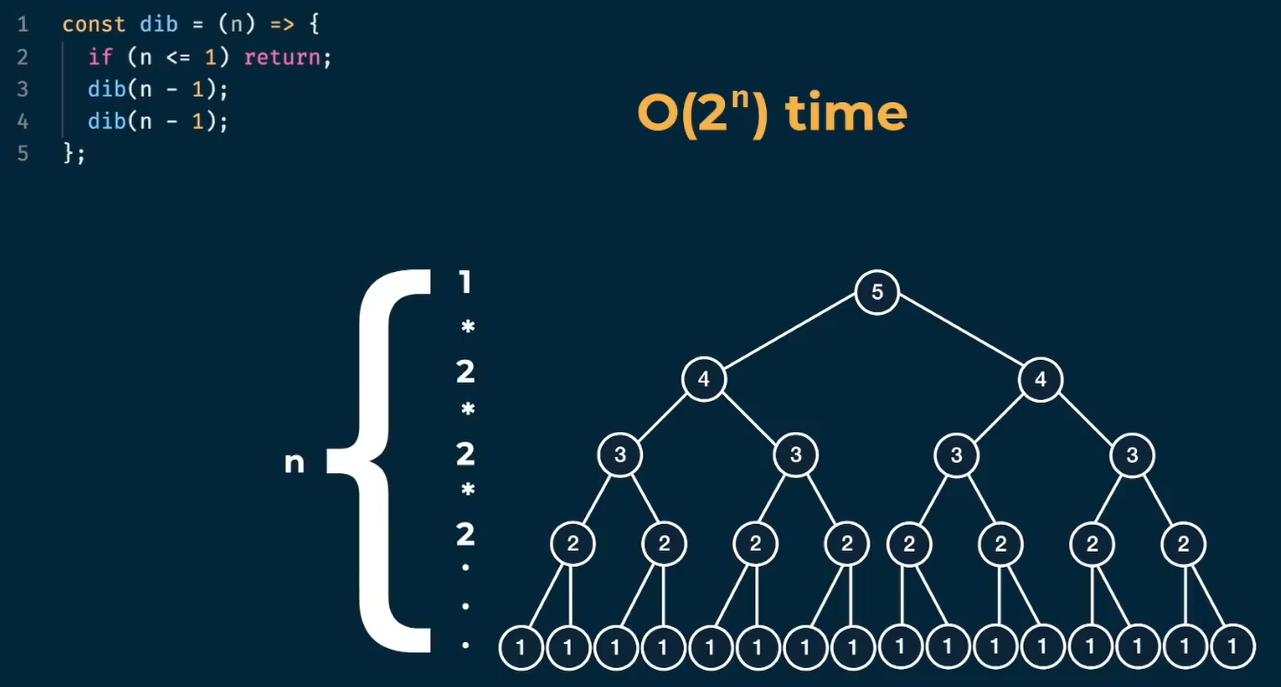 1 const dib = (n) => {
2 if (n <= 1) return;
3 dib(n - 1);
4 dib(n - 1);
5 };
O(2ⁿ) time
n
1
*
2
*
2
*
2
.
.
.
5
4 4
3 3 3 3
2 2 2 2 2 2 2 2
1 1 1 1 1 1 1 1 1 1 1 1 1 1 1 1